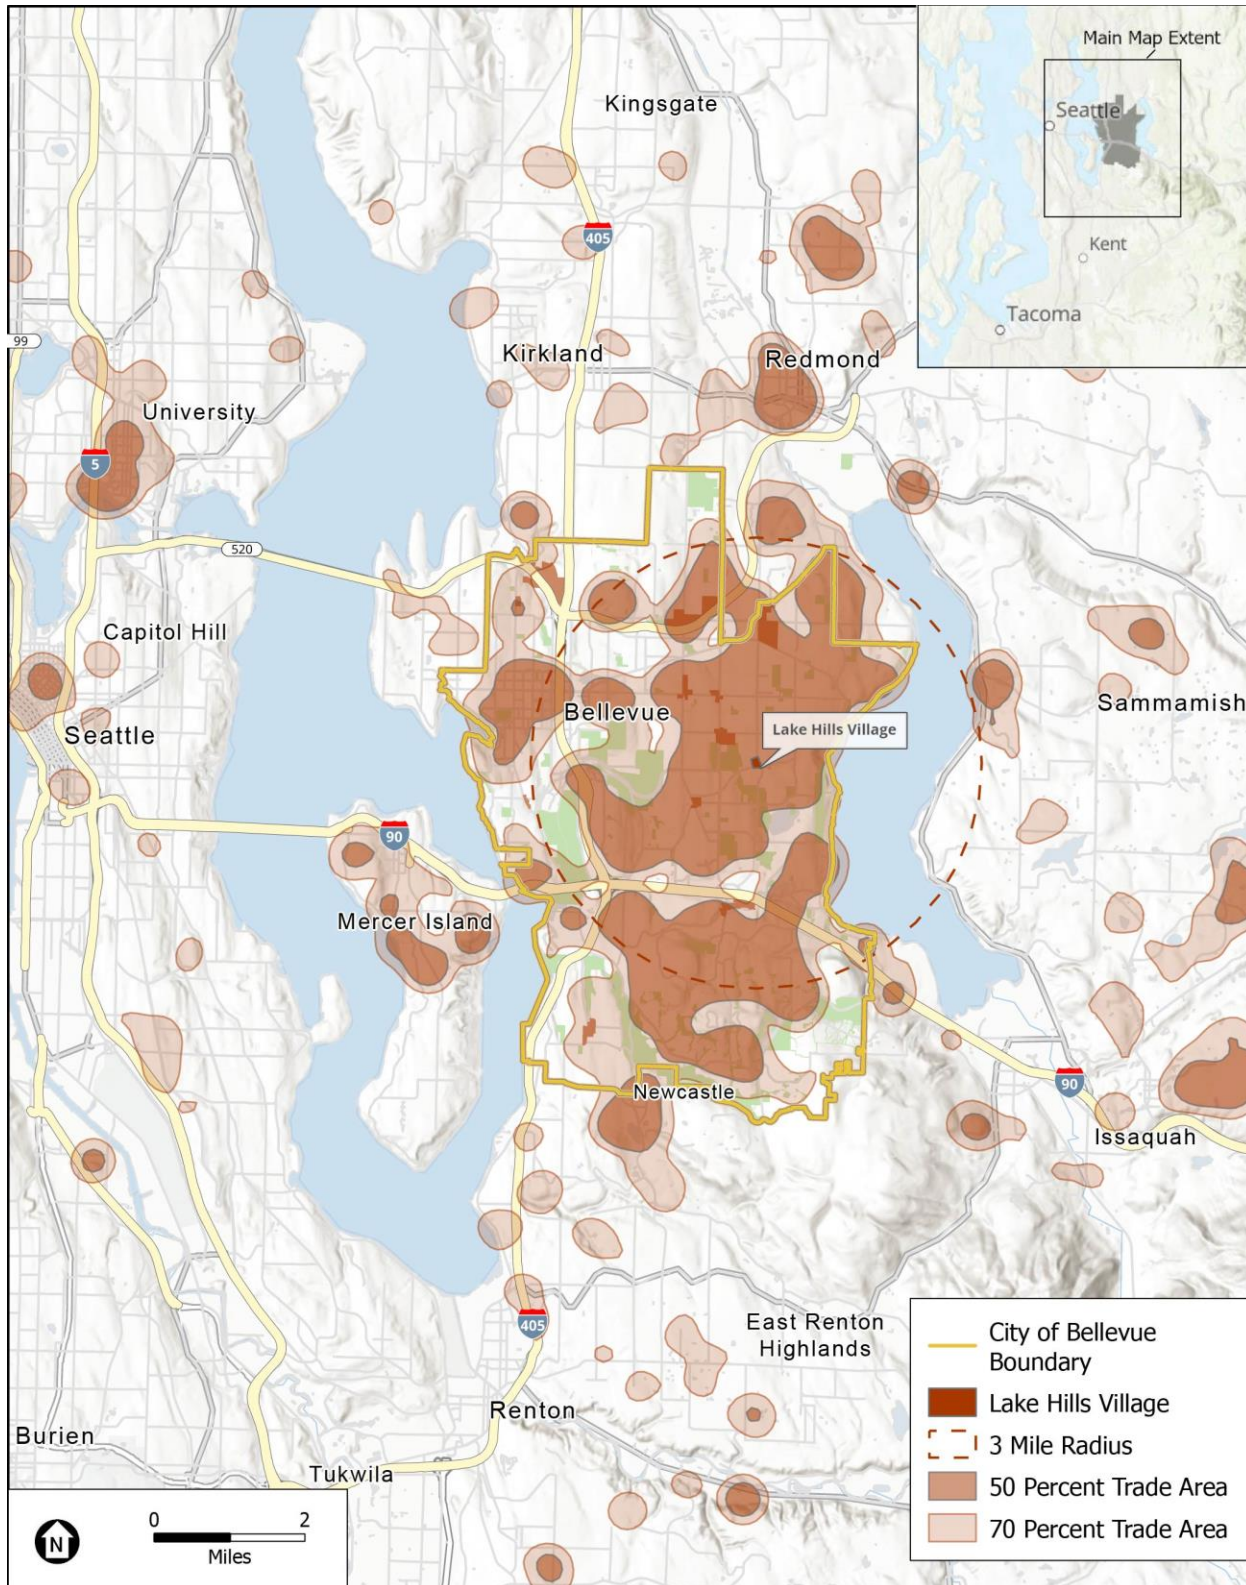 Main Map Extent
Seattle
Kent
Tacoma
Kingsgate
405
99
Kirkland
Redmond
University
5
520
Capitol Hill
Seattle
Bellevue
Lake Hills Village
Sammamish
90
Mercer Island
Newcastle
90
Issaquah
405
East Renton
Highlands
Renton
Burien
Tukwila
City of Bellevue
Boundary
Lake Hills Village
3 Mile Radius
50 Percent Trade Area
70 Percent Trade Area
N
0 2
Miles